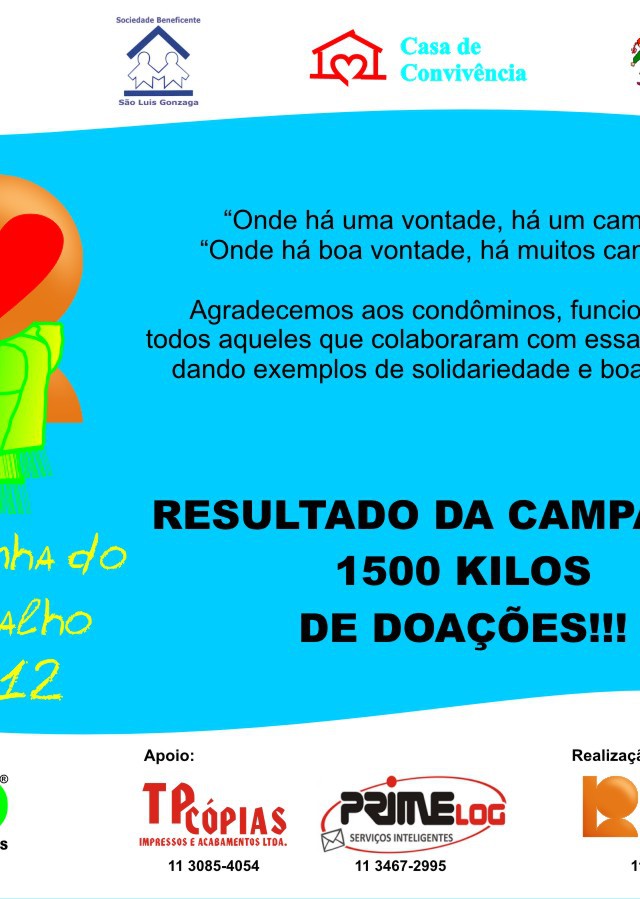 Sociedade Beneficente
São Luis Gonzaga
Casa de
Convivência
“Onde há uma vontade, há um cam
“Onde há boa vontade, há muitos
Agradecemos aos condôminos, funcio
todos aqueles que colaboraram com essa
dando exemplos de solidariedade e boa
RESULTADO DA CAMPA
1500 KILOS
DE DOAÇÕES!!!
nha do
alho
12
Apoio:
Realizaçã
®
s
TPCÓPIAS
IMPRESSOS E ACABAMENTOS LTDA.
PRIMELOG
SERVIÇOS INTELIGENTES
11 3085-4054
11 3467-2995